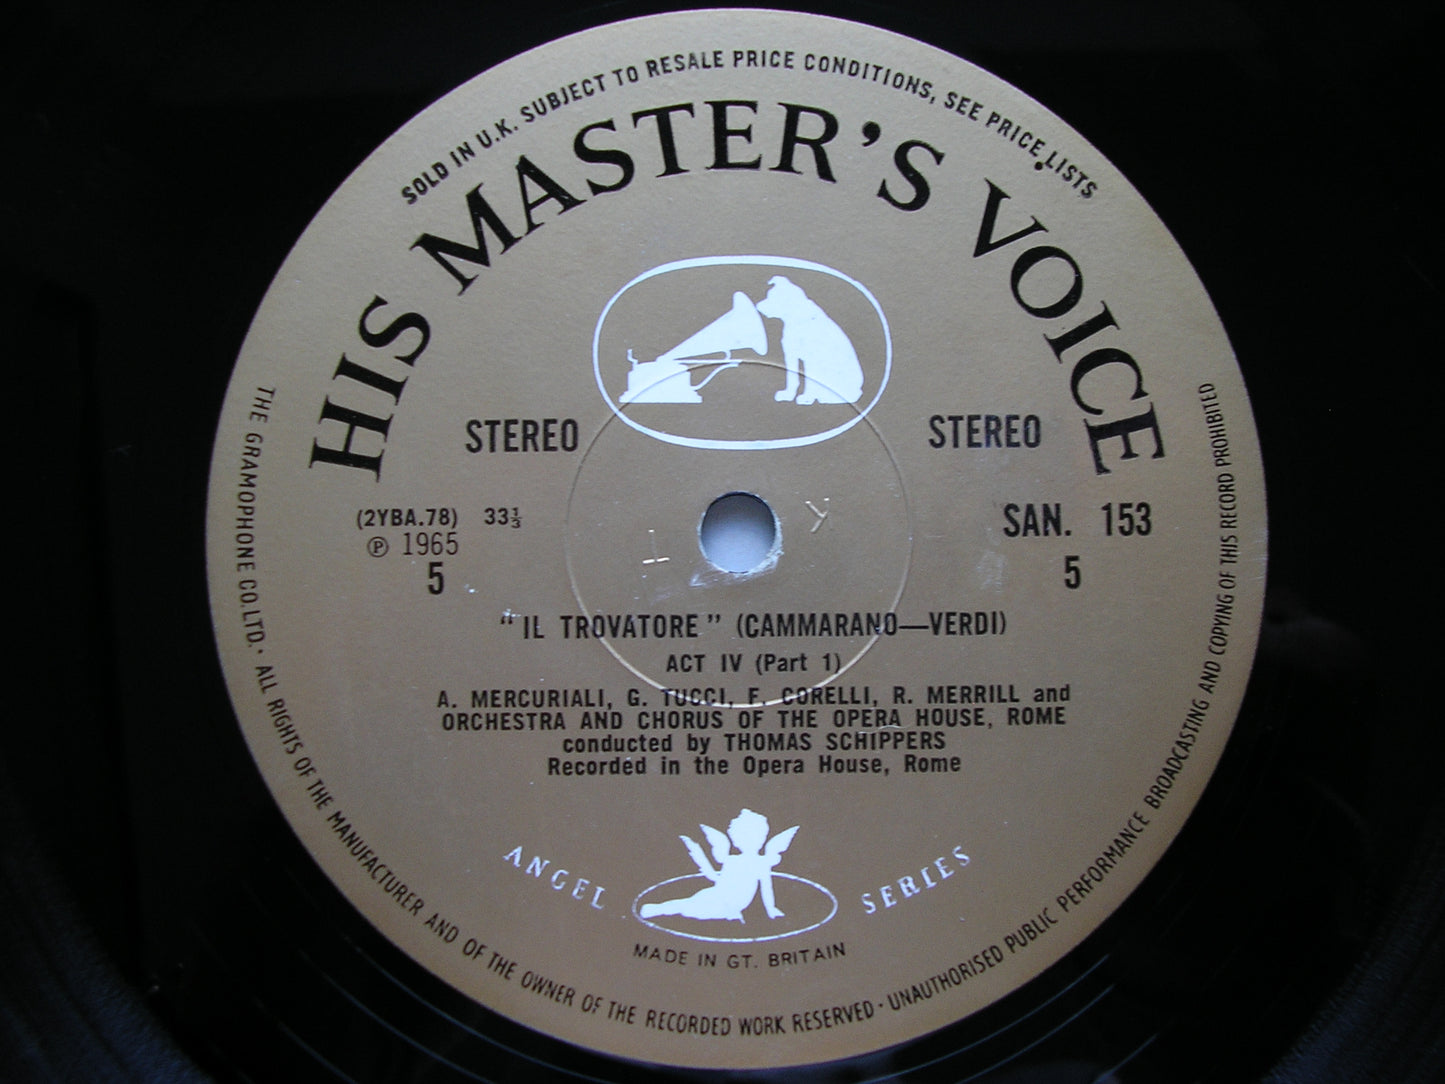 SOLD IN U.K. SUBJECT TO RESALE PRICE CONDITIONS, SEE PRICE LISTS
HIS MASTER'S VOICE
STEREO STEREO
(2YBA.78) 33⅓ SAN. 153
℗ 1965
5 5
"IL TROVATORE" (CAMMARANO—VERDI)
ACT IV (Part 1)
A. MERCURIALI, G. TUCCI, F. CORELLI, R. MERRILL and
ORCHESTRA AND CHORUS OF THE OPERA HOUSE, ROME
conducted by THOMAS SCHIPPERS
Recorded in the Opera House, Rome
ANGEL SERIES
MADE IN GT. BRITAIN
THE GRAMOPHONE CO. LTD. · ALL RIGHTS OF THE MANUFACTURER AND OF THE OWNER OF THE RECORDED WORK RESERVED · UNAUTHORISED PUBLIC PERFORMANCE BROADCASTING AND COPYING OF THIS RECORD PROHIBITED